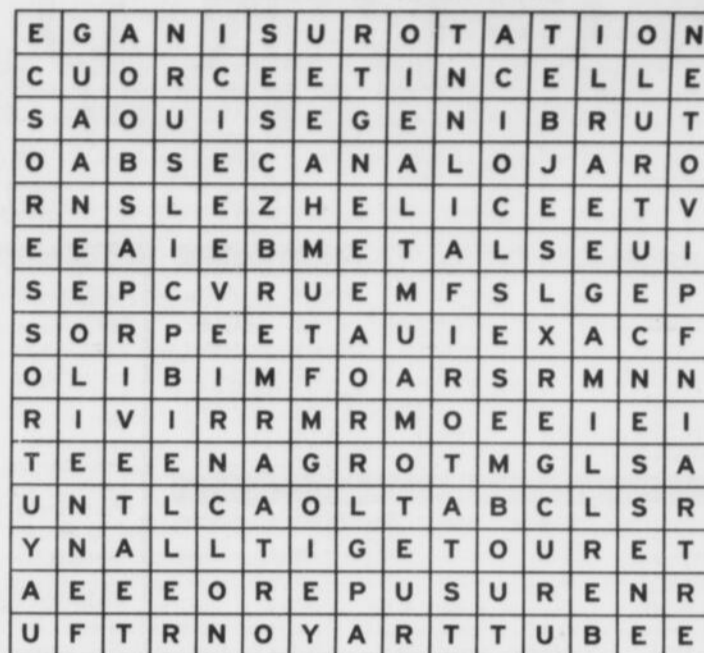 E G A N I S U R O T A T I O N
C U O R C E E T I N C E L L E
S A O U I S E G E N I B R U T
O A B S E C A N A L O J A R O
R N S L E Z H E L I C E E T V
E E A I E B M E T A L S E U I
S E P C V R U E M F S L G E P
S O R P E E T A U I E X A C F
O L I B I M F O A R S R M N N
R I V I R R M R M O E E I E I
T E E E N A G R O T M G L S A
U N T L C A O L T A B C L S R
Y N A L L T I G E T O U R E T
A E E E O R E P U S U R E N R
U F T R N O Y A R T T U B E E